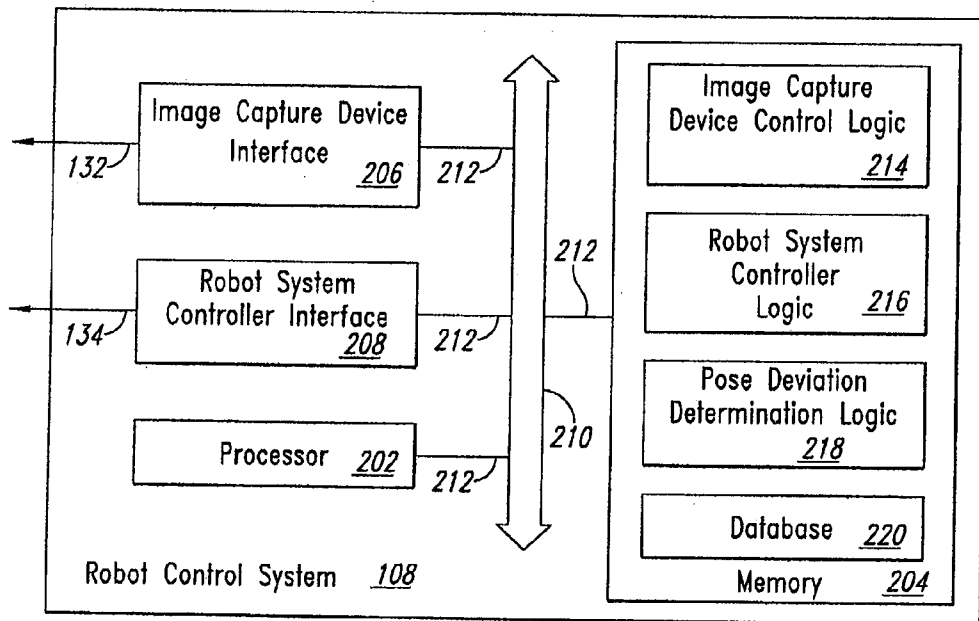 Image Capture Device
Interface
206
132
212
Robot System
Controller Interface
208
134
212
Processor 202
212
210
212
Image Capture
Device Control Logic
214
Robot System
Controller
Logic 216
Pose Deviation
Determination Logic
218
Database 220
Memory 204
Robot Control System 108